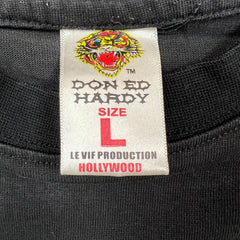 TM
DON ED
HARDY
SIZE
L
LE VIF PRODUCTION
HOLLYWOOD